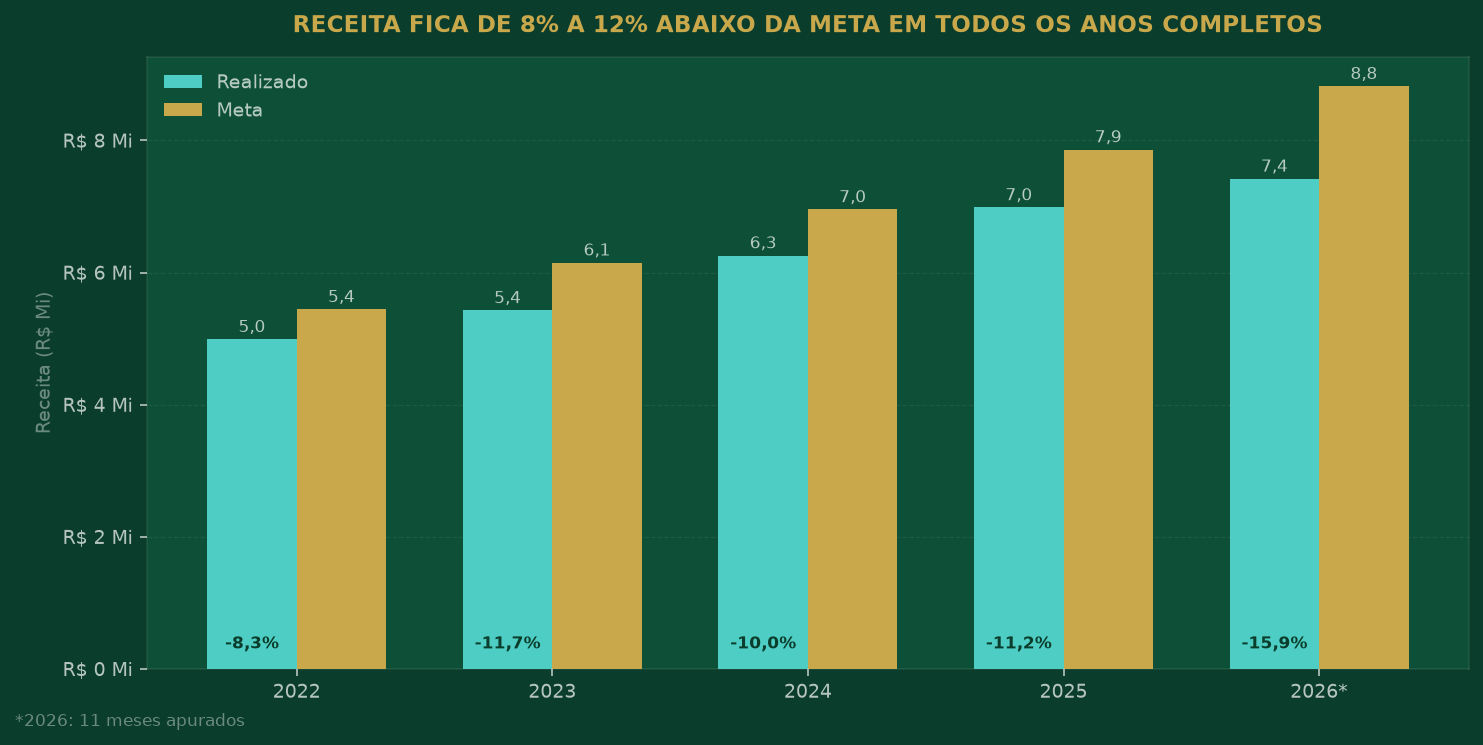 RECEITA FICA DE 8% A 12% ABAIXO DA META EM TODOS OS ANOS COMPLETOS
Realizado
Meta
Receita (R$ Mi)
R$ 8 Mi
R$ 6 Mi
R$ 4 Mi
R$ 2 Mi
R$ 0 Mi
5,0
5,4
5,4
6,1
6,3
7,0
7,0
7,9
7,4
8,8
-8,3%
-11,7%
-10,0%
-11,2%
-15,9%
2022
2023
2024
2025
2026*
*2026: 11 meses apurados